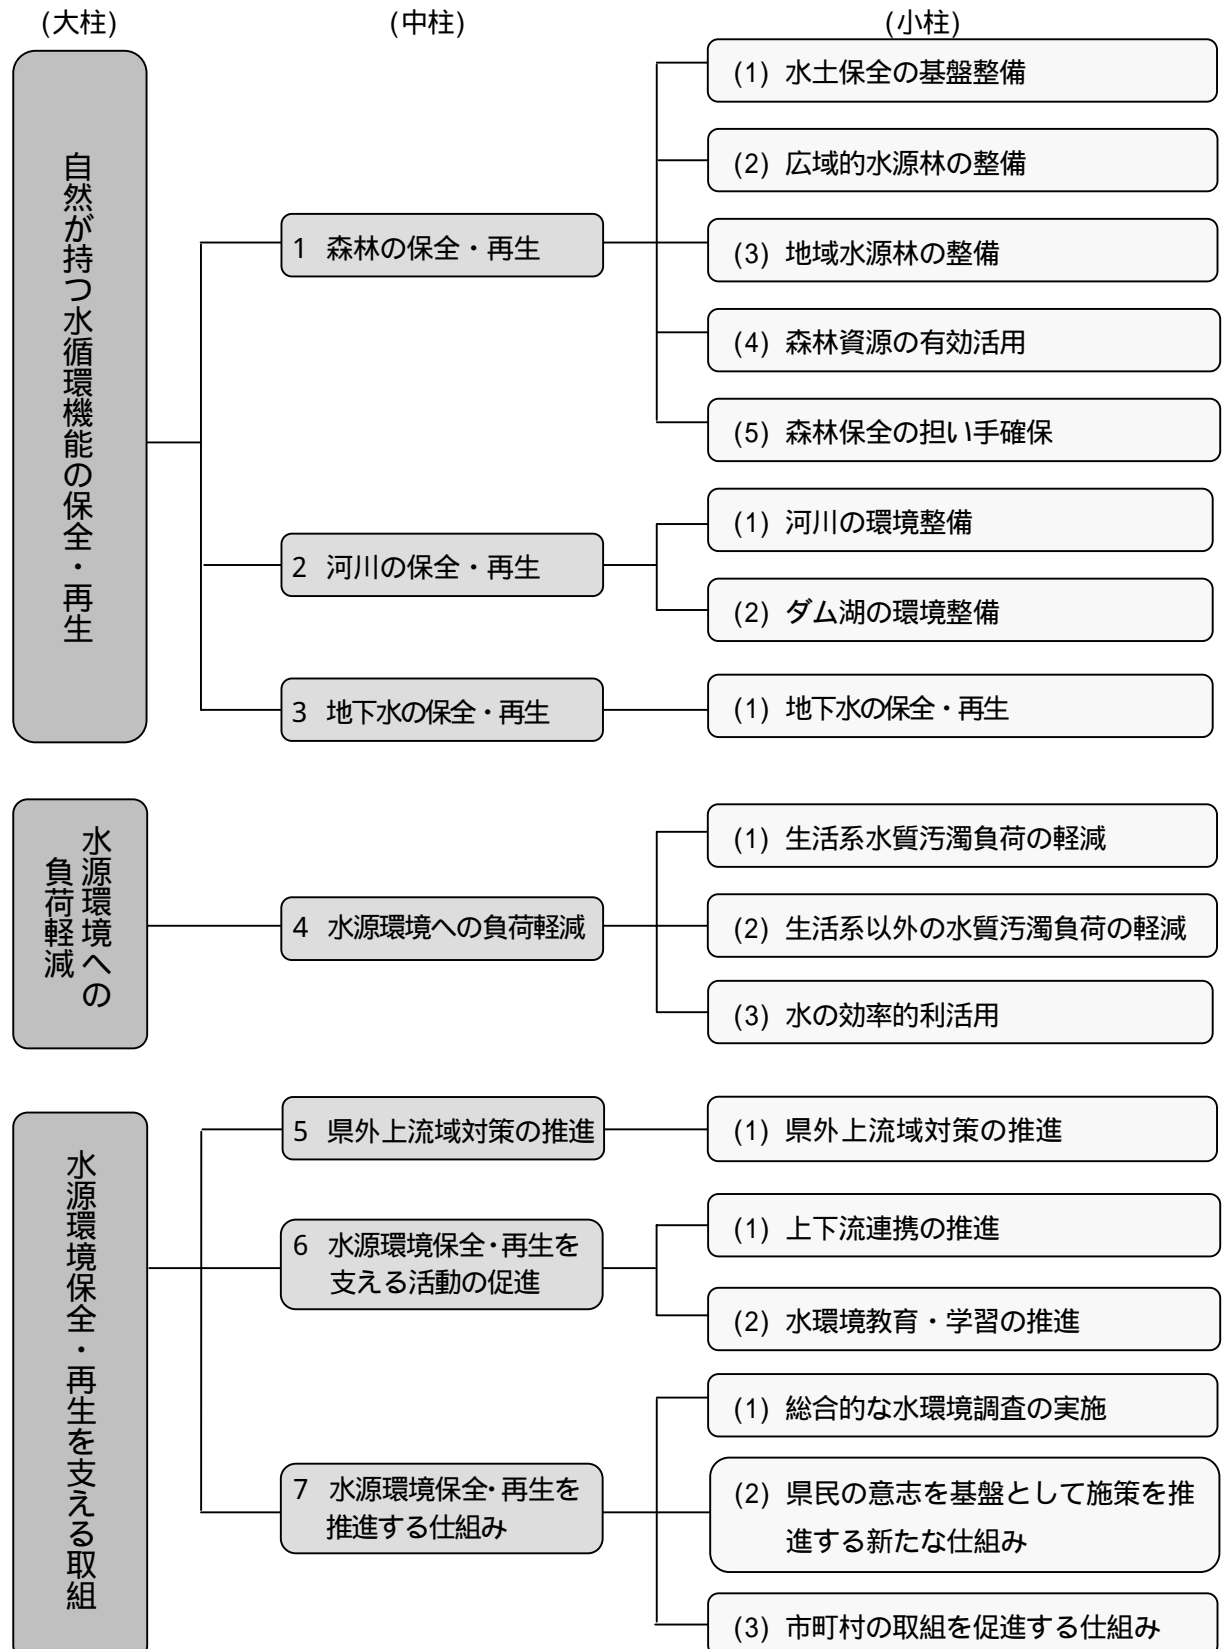 (大柱)
(中柱)
(小柱)
自然が持つ水循環機能の保全・再生
1 森林の保全・再生
(1) 水土保全の基盤整備
(2) 広域的水源林の整備
(3) 地域水源林の整備
(4) 森林資源の有効活用
(5) 森林保全の担い手確保
2 河川の保全・再生
(1) 河川の環境整備
(2) ダム湖の環境整備
3 地下水の保全・再生
(1) 地下水の保全・再生
水源環境への
負荷軽減
4 水源環境への負荷軽減
(1) 生活系水質汚濁負荷の軽減
(2) 生活系以外の水質汚濁負荷の軽減
(3) 水の効率的利活用
水源環境保全・再生を支える取組
5 県外上流域対策の推進
(1) 県外上流域対策の推進
6 水源環境保全・再生を
支える活動の促進
(1) 上下流連携の推進
(2) 水環境教育・学習の推進
7 水源環境保全・再生を
推進する仕組み
(1) 総合的な水環境調査の実施
(2) 県民の意志を基盤として施策を推
進する新たな仕組み
(3) 市町村の取組を促進する仕組み